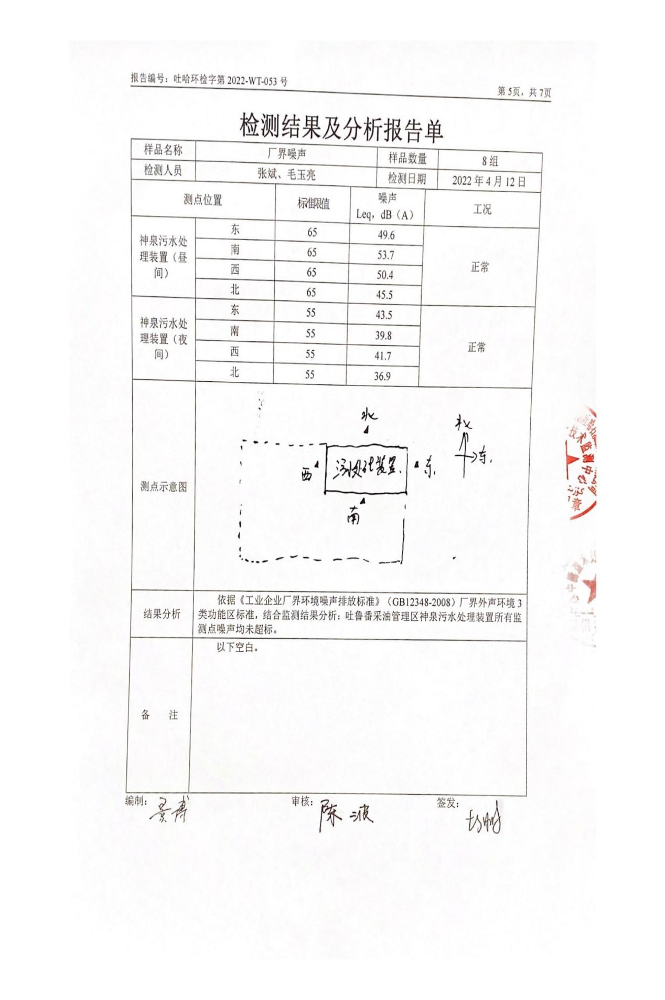 报告编号：吐哈环检字第 2022-WT-053 号
第 5页，共 7页
检测结果及分析报告单
样品名称 厂界噪声 样品数量 8 组
检测人员 张斌、毛玉亮 检测日期 2022 年 4 月 12 日
测点位置 标准限值 噪声 Leq，dB（A） 工况
神泉污水处理装置（昼间） 东 65 49.6 正常
南 65 53.7
西 65 50.4
北 65 45.5
神泉污水处理装置（夜间） 东 55 43.5 正常
南 55 39.8
西 55 41.7
北 55 36.9
测点示意图
北
北
东
西
污水处理装置
东
南
结果分析
依据《工业企业厂界环境噪声排放标准》（GB12348-2008）厂界外声环境 3
类功能区标准，结合监测结果分析：吐鲁番采油管理区神泉污水处理装置所有监
测点噪声均未超标。
备 注
以下空白。
编制： 审核：陈波 签发：
技术监测中心
章